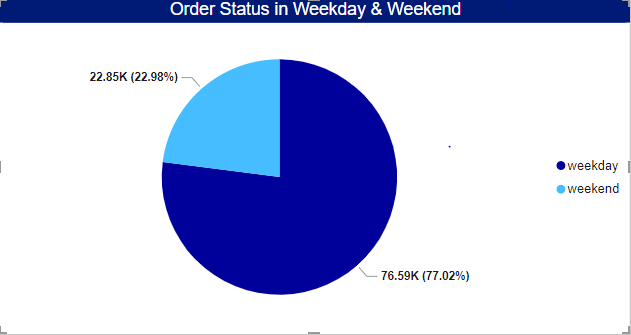 Order Status in Weekday & Weekend
22.85K (22.98%)
weekday
weekend
76.59K (77.02%)